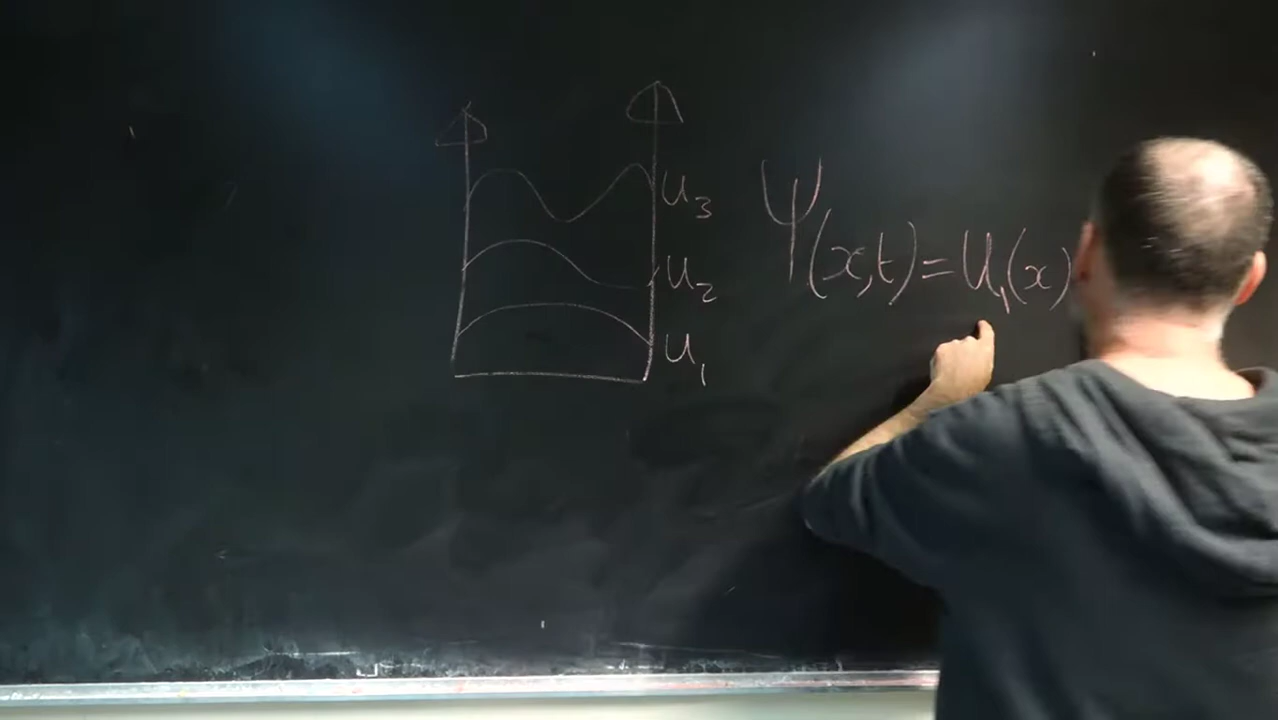 u₃
u₂
u₁
Ψ(x,t)=u₁(x)